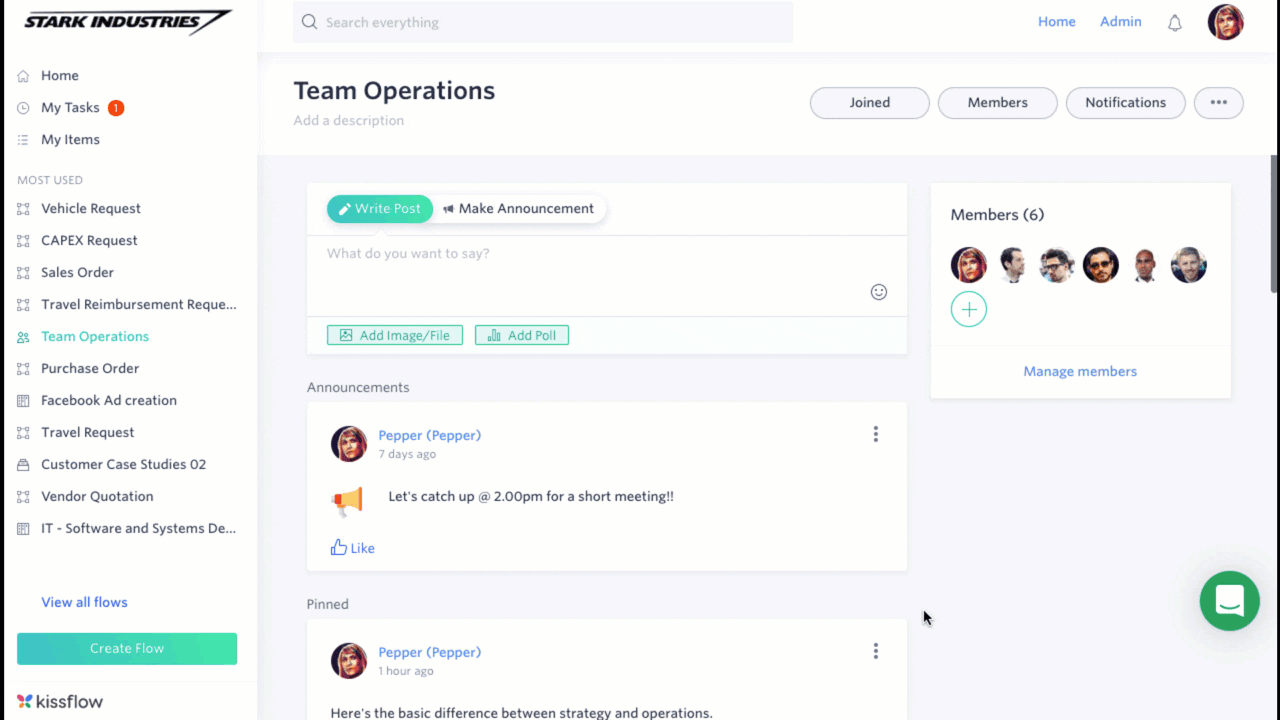 STARK INDUSTRIES
Search everything
Home
Admin
Home
My Tasks 1
My Items
MOST USED
Vehicle Request
CAPEX Request
Sales Order
Travel Reimbursement Reque...
Team Operations
Purchase Order
Facebook Ad creation
Travel Request
Customer Case Studies 02
Vendor Quotation
IT - Software and Systems De...
View all flows
Create Flow
kissflow
Team Operations
Add a description
Joined
Members
Notifications
Write Post
Make Announcement
What do you want to say?
Add Image/File
Add Poll
Announcements
Pepper (Pepper)
7 days ago
Let's catch up @ 2.00pm for a short meeting!!
Like
Pinned
Pepper (Pepper)
1 hour ago
Here's the basic difference between strategy and operations.
Members (6)
Manage members